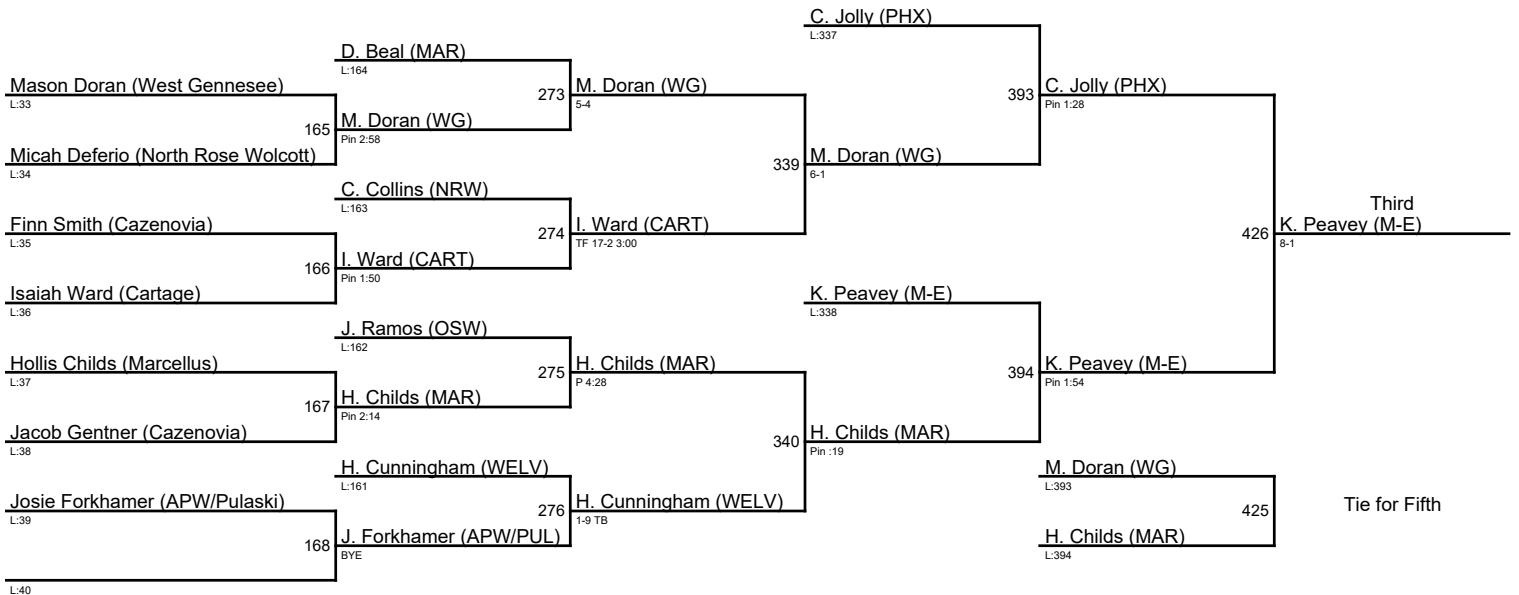 C. Jolly (PHX)
L:337
D. Beal (MAR)
L:164
Mason Doran (West Gennesee)
L:33
273
M. Doran (WG)
5-4
393
C. Jolly (PHX)
Pin 1:28
165
M. Doran (WG)
Pin 2:58
Micah Deferio (North Rose Wolcott)
L:34
339
M. Doran (WG)
6-1
C. Collins (NRW)
L:163
Third
Finn Smith (Cazenovia)
L:35
274
I. Ward (CART)
TF 17-2 3:00
426
K. Peavey (M-E)
8-1
166
I. Ward (CART)
Pin 1:50
Isaiah Ward (Cartage)
L:36
K. Peavey (M-E)
L:338
J. Ramos (OSW)
L:162
Hollis Childs (Marcellus)
L:37
275
H. Childs (MAR)
P 4:28
394
K. Peavey (M-E)
Pin 1:54
167
H. Childs (MAR)
Pin 2:14
Jacob Gentner (Cazenovia)
L:38
340
H. Childs (MAR)
Pin :19
H. Cunningham (WELV)
L:161
M. Doran (WG)
L:393
Josie Forkhamer (APW/Pulaski)
L:39
276
H. Cunningham (WELV)
1-9 TB
425
Tie for Fifth
168
J. Forkhamer (APW/PUL)
BYE
H. Childs (MAR)
L:394
L:40